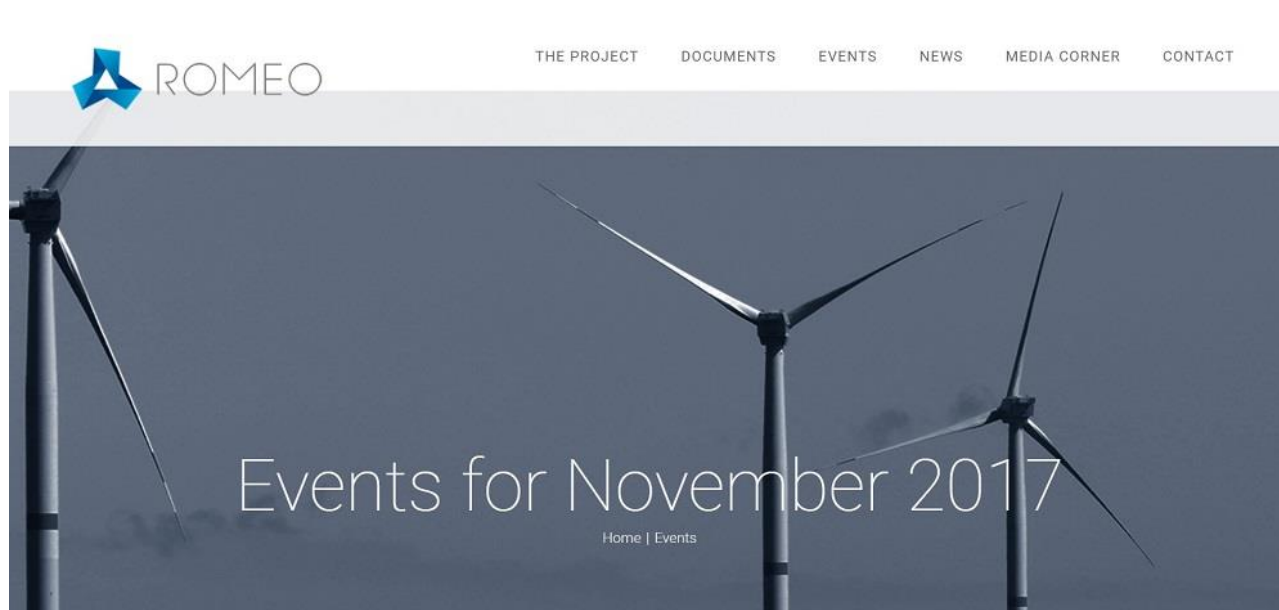 ROMEO
THE PROJECT DOCUMENTS EVENTS NEWS MEDIA CORNER CONTACT
Events for November 2017
Home | Events